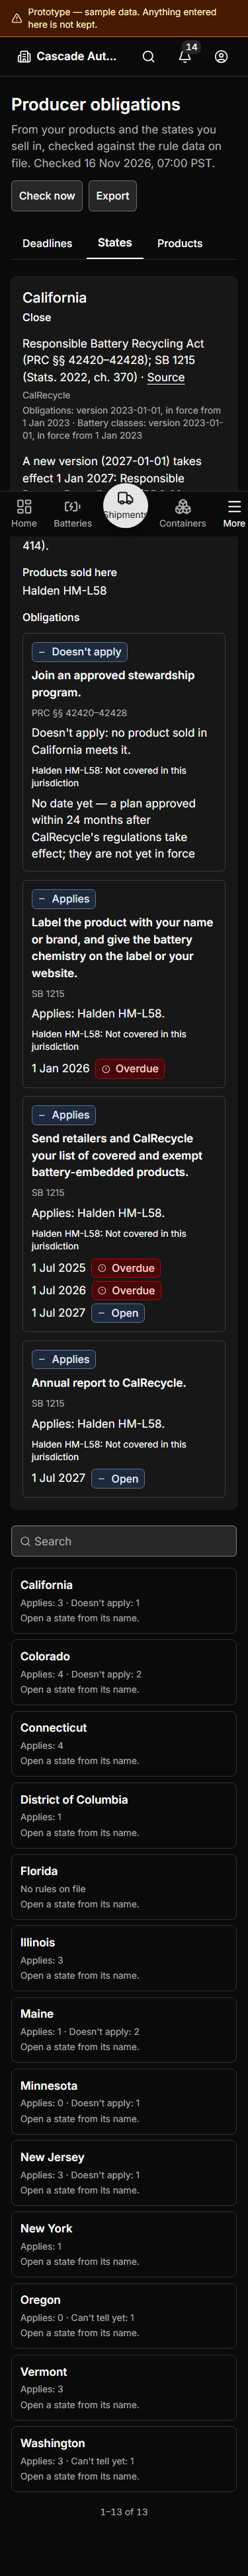 Prototype — sample data. Anything entered
here is not kept.
Cascade Aut...
14
Producer obligations
From your products and the states you
sell in, checked against the rule data on
file. Checked 16 Nov 2026, 07:00 PST.
Check now
Export
Deadlines
States
Products
California
Close
Responsible Battery Recycling Act
(PRC §§ 42420–42428); SB 1215
(Stats. 2022, ch. 370) · Source
CalRecycle
Obligations: version 2023-01-01, in force from
1 Jan 2023 · Battery classes: version 2023-01-
01, in force from 1 Jan 2023
A new version (2027-01-01) takes
effect 1 Jan 2027: Responsible
Home
Batteries
Shipments
Containers
More
414).
Products sold here
Halden HM-L58
Obligations
Doesn't apply
Join an approved stewardship
program.
PRC §§ 42420–42428
Doesn't apply: no product sold in
California meets it.
Halden HM-L58: Not covered in this
jurisdiction
No date yet — a plan approved
within 24 months after
CalRecycle's regulations take
effect; they are not yet in force
Applies
Label the product with your name
or brand, and give the battery
chemistry on the label or your
website.
SB 1215
Applies: Halden HM-L58.
Halden HM-L58: Not covered in this
jurisdiction
1 Jan 2026 Overdue
Applies
Send retailers and CalRecycle
your list of covered and exempt
battery-embedded products.
SB 1215
Applies: Halden HM-L58.
Halden HM-L58: Not covered in this
jurisdiction
1 Jul 2025 Overdue
1 Jul 2026 Overdue
1 Jul 2027 Open
Applies
Annual report to CalRecycle.
SB 1215
Applies: Halden HM-L58.
Halden HM-L58: Not covered in this
jurisdiction
1 Jul 2027 Open
Search
California
Applies: 3 · Doesn't apply: 1
Open a state from its name.
Colorado
Applies: 4 · Doesn't apply: 2
Open a state from its name.
Connecticut
Applies: 4
Open a state from its name.
District of Columbia
Applies: 1
Open a state from its name.
Florida
No rules on file
Open a state from its name.
Illinois
Applies: 3
Open a state from its name.
Maine
Applies: 1 · Doesn't apply: 2
Open a state from its name.
Minnesota
Applies: 0 · Doesn't apply: 1
Open a state from its name.
New Jersey
Applies: 3 · Doesn't apply: 1
Open a state from its name.
New York
Applies: 1
Open a state from its name.
Oregon
Applies: 0 · Can't tell yet: 1
Open a state from its name.
Vermont
Applies: 3
Open a state from its name.
Washington
Applies: 3 · Can't tell yet: 1
Open a state from its name.
1–13 of 13